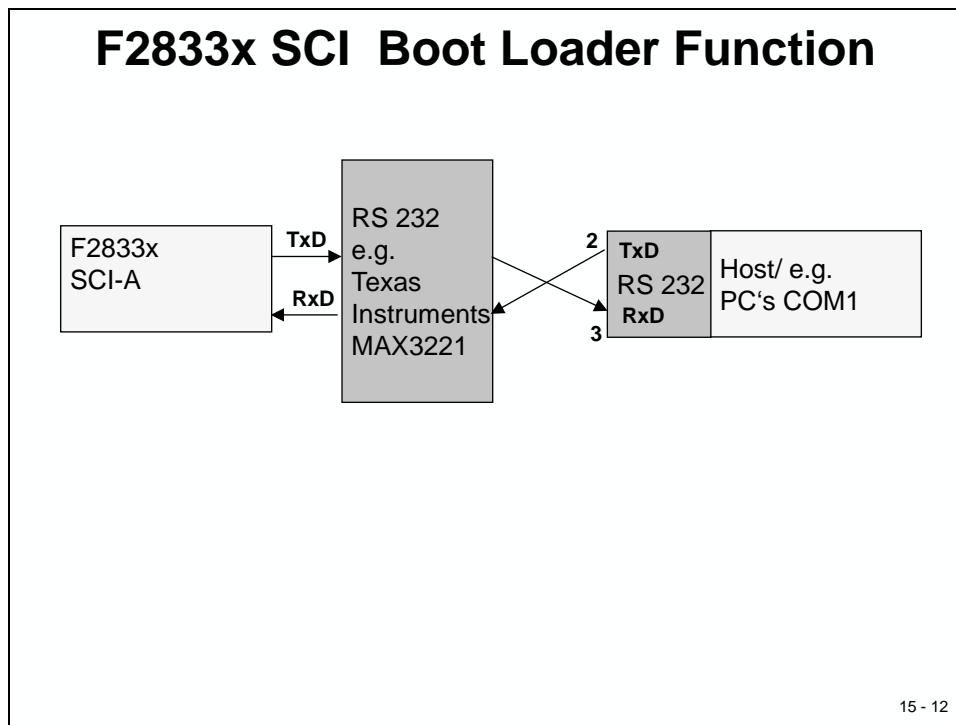 F2833x SCI  Boot Loader Function
F2833x
SCI-A
TxD
RxD
RS 232
e.g.
Texas
Instruments
MAX3221
2
3
TxD
RS 232
RxD
Host/ e.g.
PC‘s COM1
15 - 12